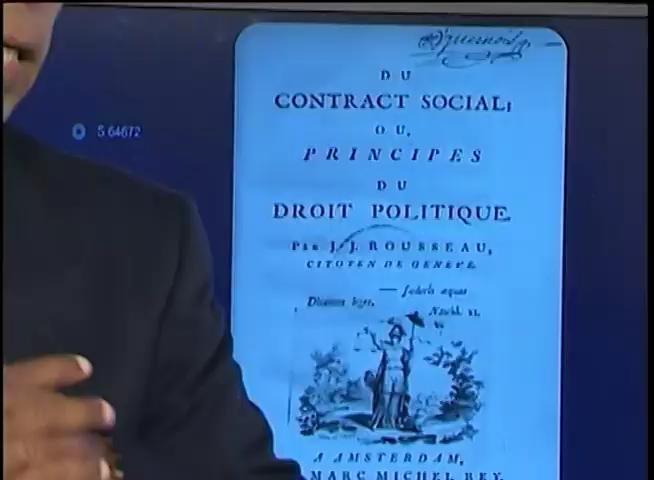 5.64672
DU
CONTRACT SOCIAL;
OU,
PRINCIPES
DU
DROIT POLITIQUE.
PAR J. J. ROUSSEAU,
CITOYEN DE GENEVE.
— fœderis æquas
Dicamus leges.
Æneid. XI.
A AMSTERDAM,
MARC MICHEL REY.